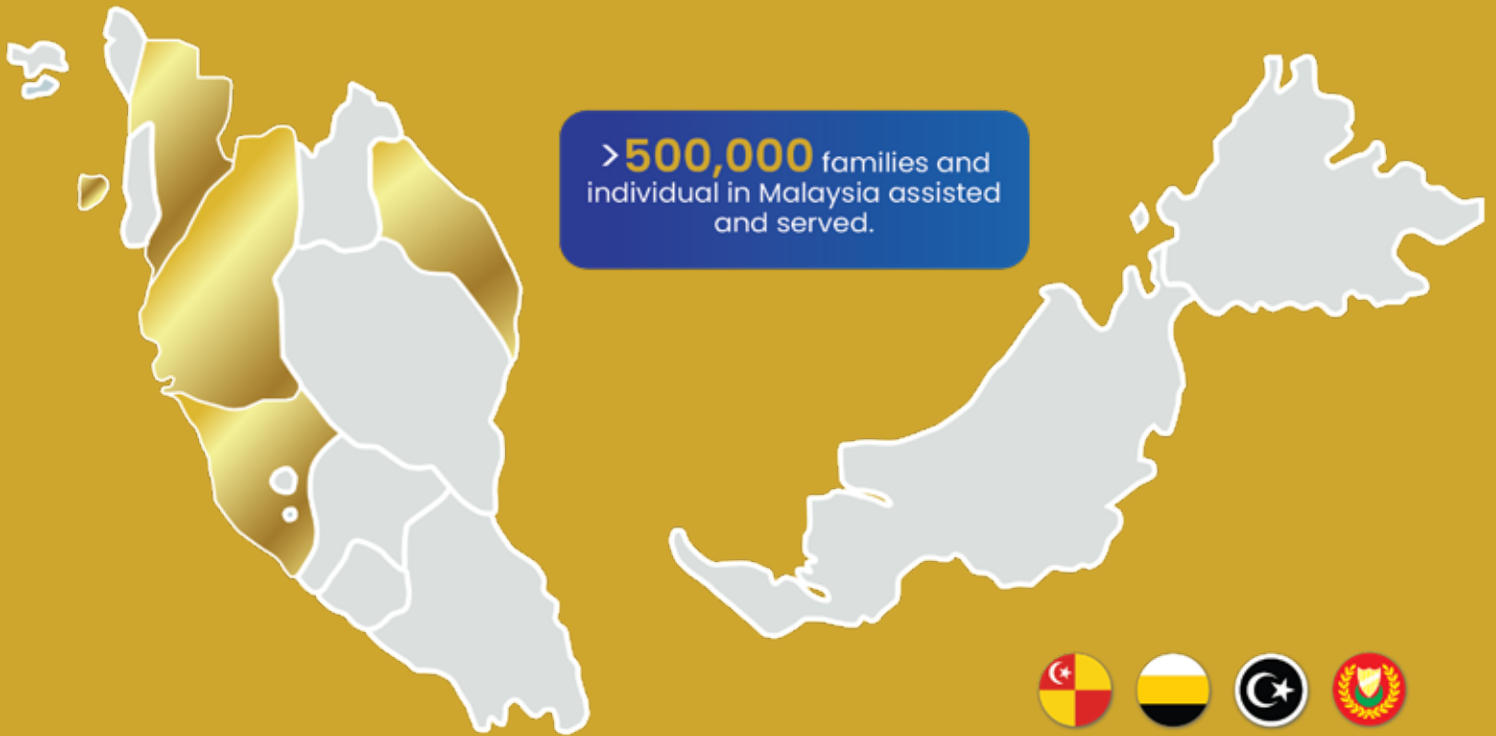 >500,000 families and
individual in Malaysia assisted
and served.